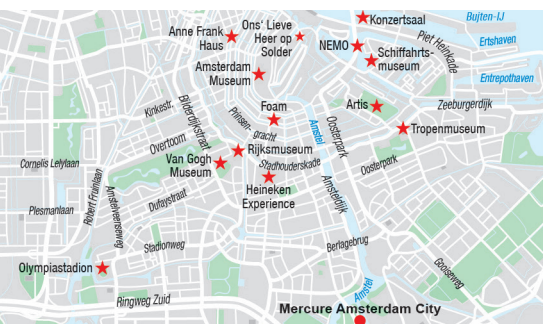 Konzertsaal
Buiten-IJ
Ons' Lieve
Heer op
Solder
Anne Frank
Haus
NEMO
Piet Heinkade
Ertshaven
Schiffahrts-
museum
Amsterdam
Museum
Entrepothaven
Kinkestr.
Bilderdijkstraat
Prinsen-
gracht
Foam
Artis
Zeeburgerdijk
Amstel
Oosterpark
Tropenmuseum
Overtoom
Cornelis Lelylaan
Van Gogh
Museum
Rijksmuseum
Stadhouderskade
Oosterpark
Heineken
Experience
Robert Fruinlaan
Amstelveenseweg
Dufaystraat
Amsteldijk
Plesmanlaan
Stadionweg
Berlagebrug
Olympiastadion
Gooiseweg
Amstel
Ringweg Zuid
Mercure Amsterdam City